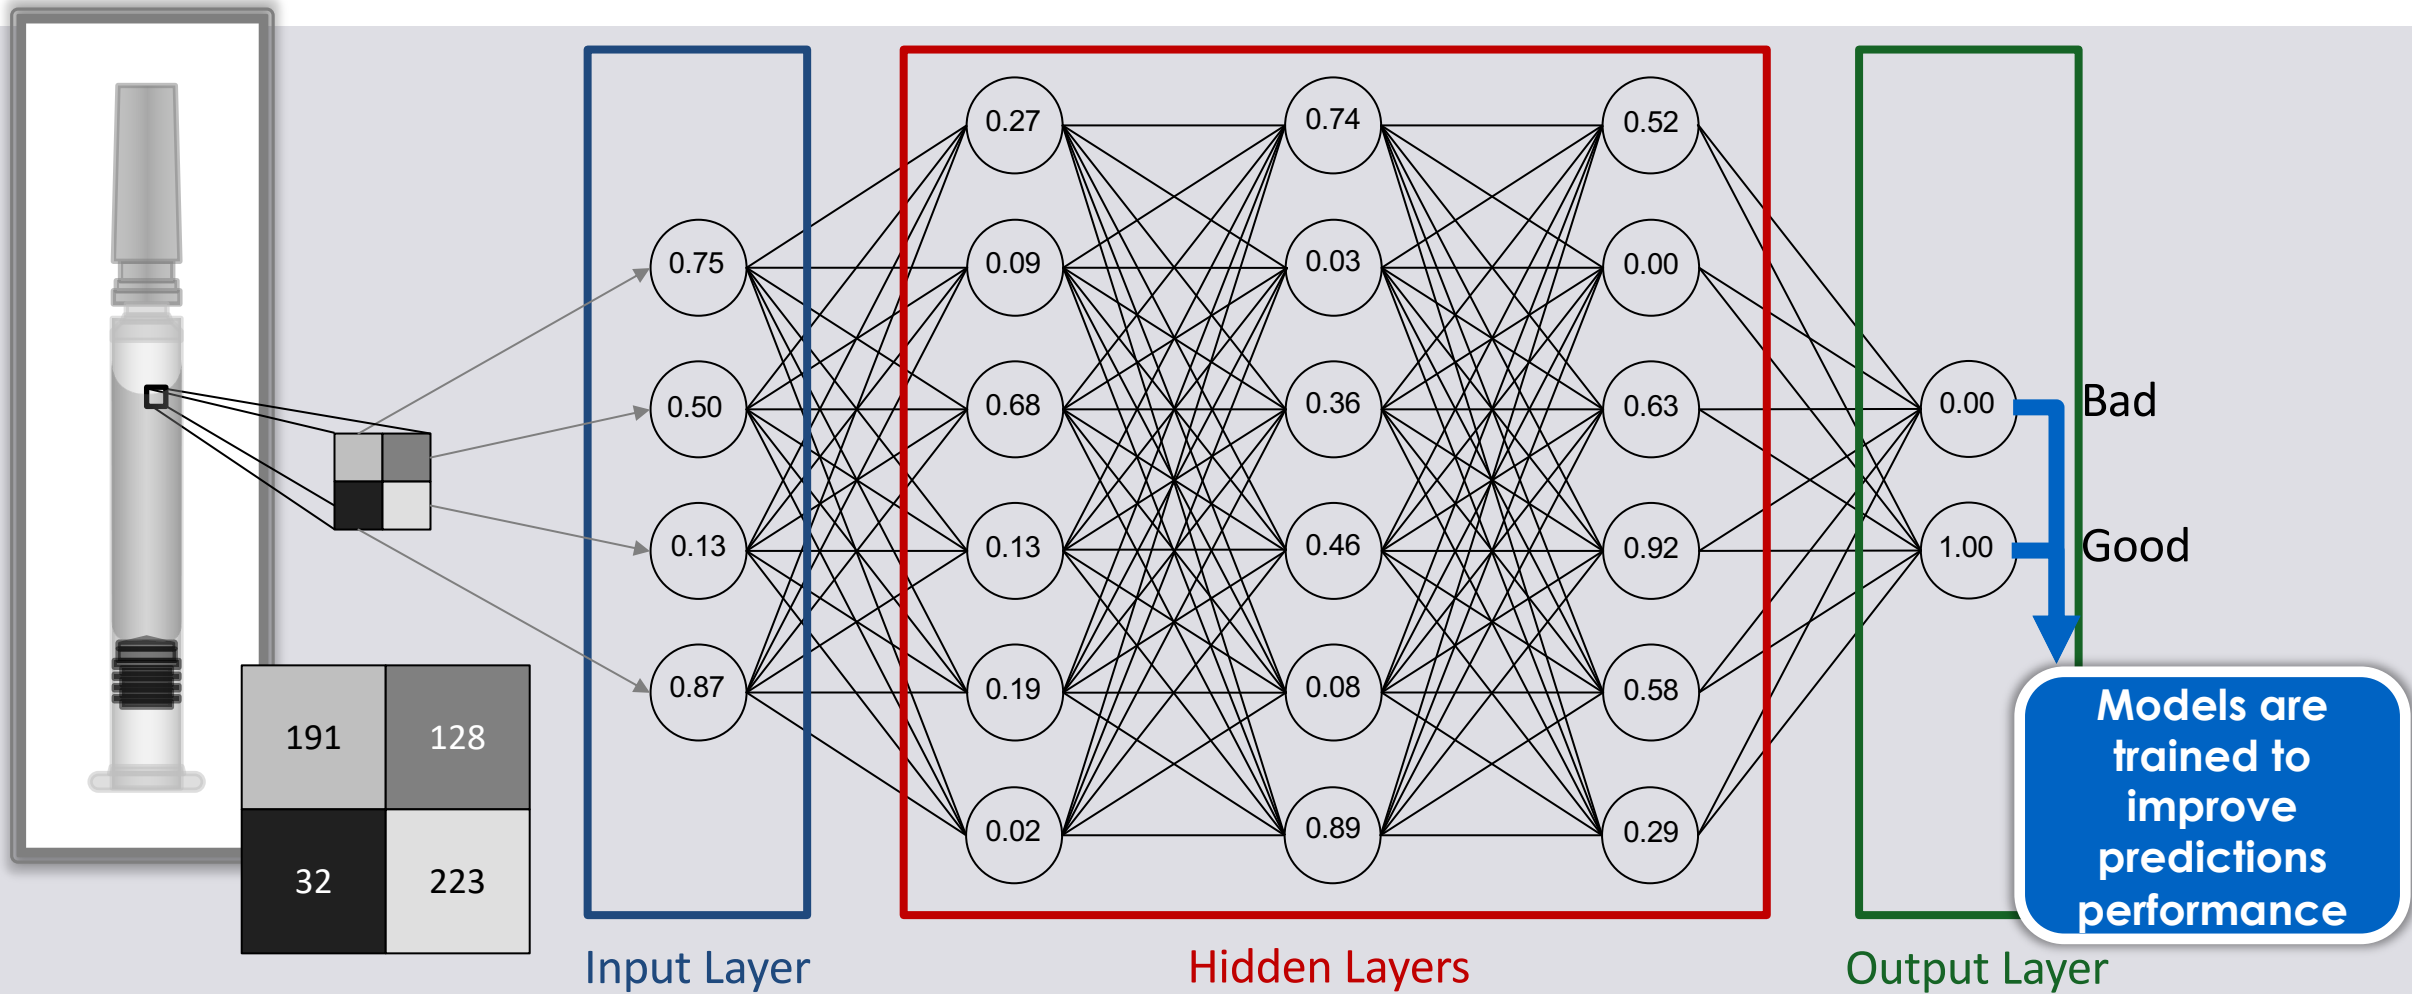 191 128
32 223
0.75
0.50
0.13
0.87
Input Layer
0.27
0.09
0.68
0.13
0.19
0.02
0.74
0.03
0.36
0.46
0.08
0.89
0.52
0.00
0.63
0.92
0.58
0.29
Hidden Layers
0.00 Bad
1.00 Good
Output Layer
Models are
trained to
improve
predictions
performance